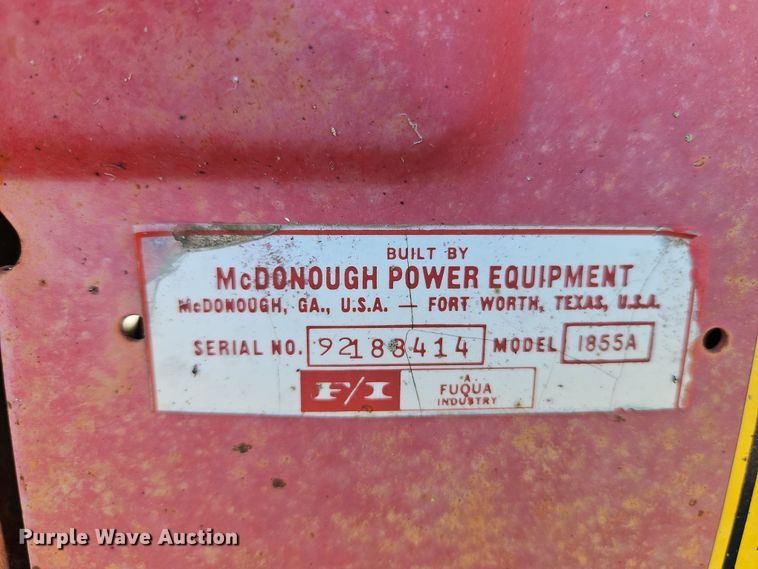 BUILT BY
McDONOUGH POWER EQUIPMENT
McDONOUGH, GA., U.S.A. — FORT WORTH, TEXAS, U.S.A.
SERIAL NO. 92188414 MODEL 1855A
F/I
A
FUQUA
INDUSTRY
Purple Wave Auction